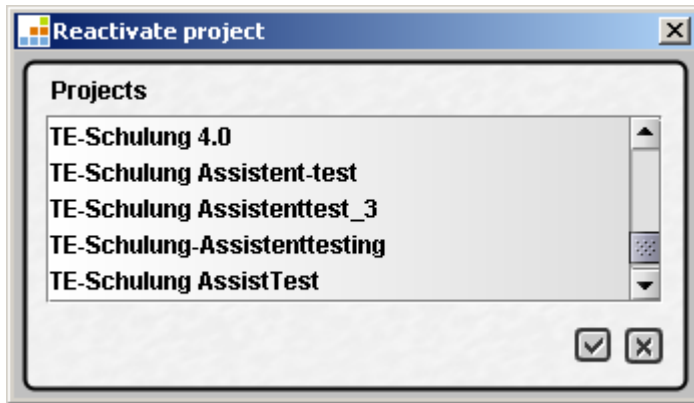 Reactivate project
Projects
TE-Schulung 4.0
TE-Schulung Assistent-test
TE-Schulung Assistenttest_3
TE-Schulung-Assistenttesting
TE-Schulung AssistTest